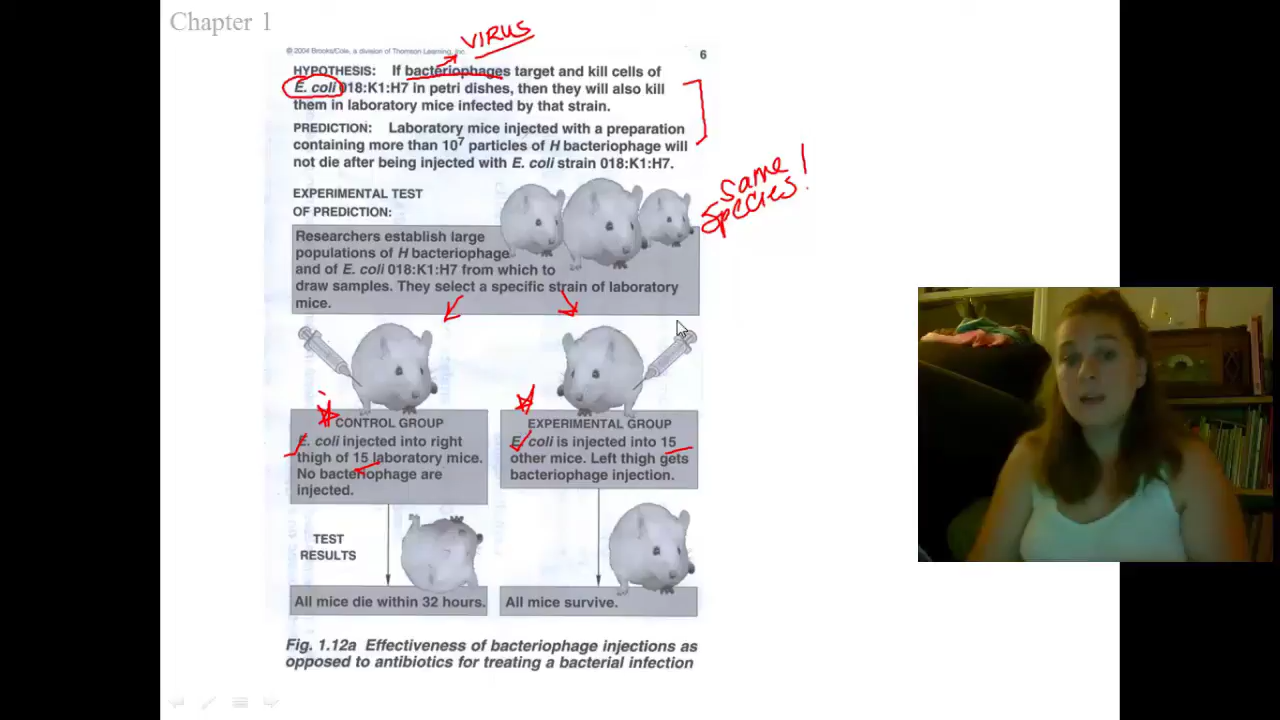 Chapter 1
VIRUS
© 2004 Brooks/Cole, a division of Thomson Learning, Inc.
6
HYPOTHESIS: If bacteriophages target and kill cells of
E. coli 018:K1:H7 in petri dishes, then they will also kill
them in laboratory mice infected by that strain.
PREDICTION: Laboratory mice injected with a preparation
containing more than 10⁷ particles of H bacteriophage will
not die after being injected with E. coli strain 018:K1:H7.
same!
species
EXPERIMENTAL TEST
OF PREDICTION:
Researchers establish large
populations of H bacteriophage
and of E. coli 018:K1:H7 from which to
draw samples. They select a specific strain of laboratory
mice.
CONTROL GROUP
E. coli injected into right
thigh of 15 laboratory mice.
No bacteriophage are
injected.
EXPERIMENTAL GROUP
E. coli is injected into 15
other mice. Left thigh gets
bacteriophage injection.
TEST
RESULTS
All mice die within 32 hours.
All mice survive.
Fig. 1.12a Effectiveness of bacteriophage injections as
opposed to antibiotics for treating a bacterial infection